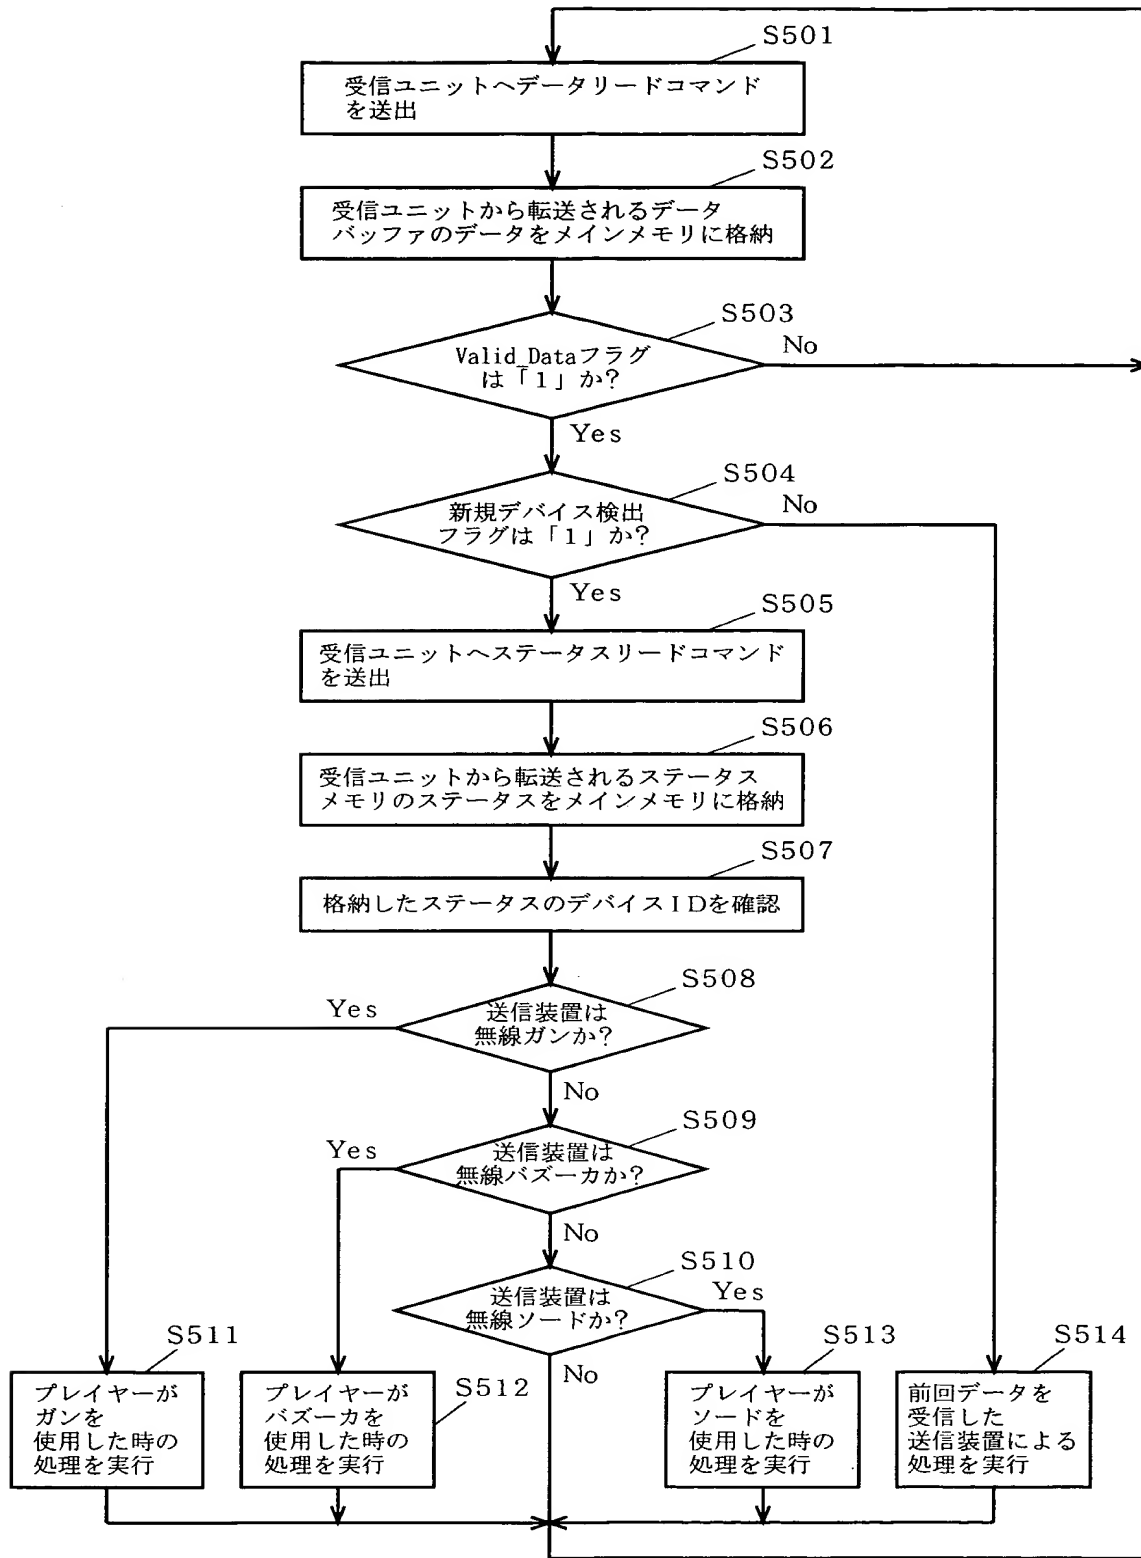 S501
受信ユニットへデータリードコマンド
を送出
S502
受信ユニットから転送されるデータ
バッファのデータをメインメモリに格納
S503
Valid_Dataフラグ
は「1」か?
No
Yes
S504
新規デバイス検出
フラグは「1」か?
No
Yes
S505
受信ユニットへステータスリードコマンド
を送出
S506
受信ユニットから転送されるステータス
メモリのステータスをメインメモリに格納
S507
格納したステータスのデバイスIDを確認
S508
送信装置は
無線ガンか?
Yes
No
S509
送信装置は
無線バズーカか?
Yes
No
S510
送信装置は
無線ソードか?
Yes
No
S511
プレイヤーが
ガンを
使用した時の
処理を実行
S512
プレイヤーが
バズーカを
使用した時の
処理を実行
S513
プレイヤーが
ソードを
使用した時の
処理を実行
S514
前回データを
受信した
送信装置による
処理を実行